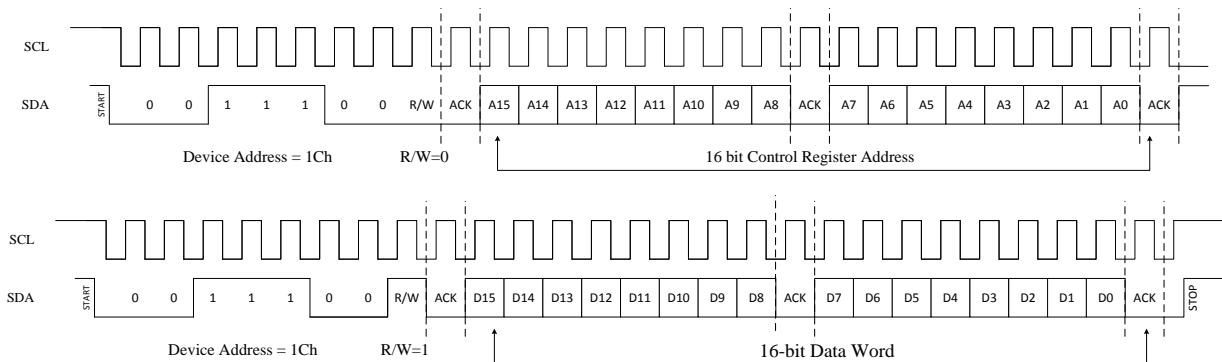 SCL
SDA START 0 0 1 1 1 0 0 R/W ACK A15 A14 A13 A12 A11 A10 A9 A8 ACK A7 A6 A5 A4 A3 A2 A1 A0 ACK
Device Address = 1Ch R/W=0 16 bit Control Register Address
SCL
SDA START 0 0 1 1 1 0 0 R/W ACK D15 D14 D13 D12 D11 D10 D9 D8 ACK D7 D6 D5 D4 D3 D2 D1 D0 ACK STOP
Device Address = 1Ch R/W=1 16-bit Data Word